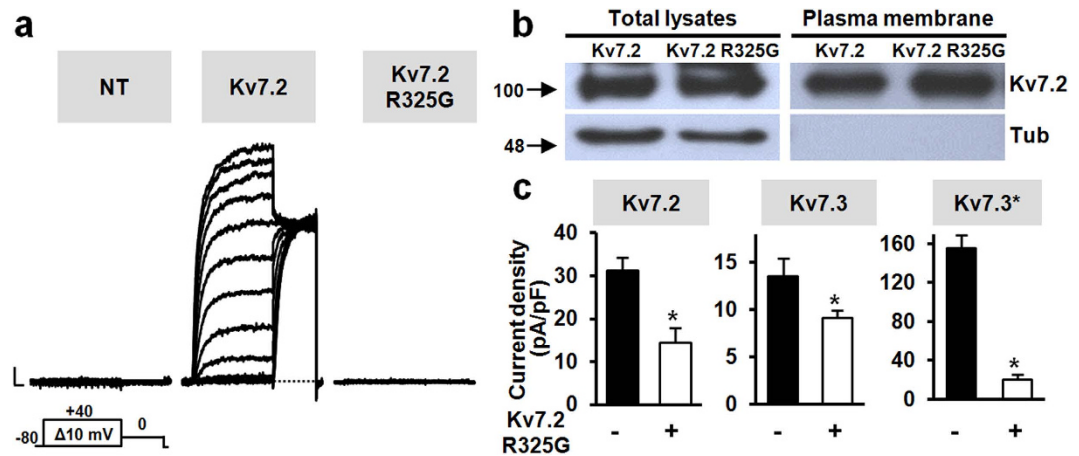 a
NT
Kv7.2
Kv7.2
R325G
+40
0
-80
Δ10 mV
b
Total lysates
Plasma membrane
Kv7.2
Kv7.2 R325G
Kv7.2
Kv7.2 R325G
100
Kv7.2
48
Tub
c
Kv7.2
Kv7.3
Kv7.3*
Current density
(pA/pF)
40
30
20
10
0
*
15
10
5
0
*
160
120
80
40
0
*
Kv7.2
R325G
- +
- +
- +